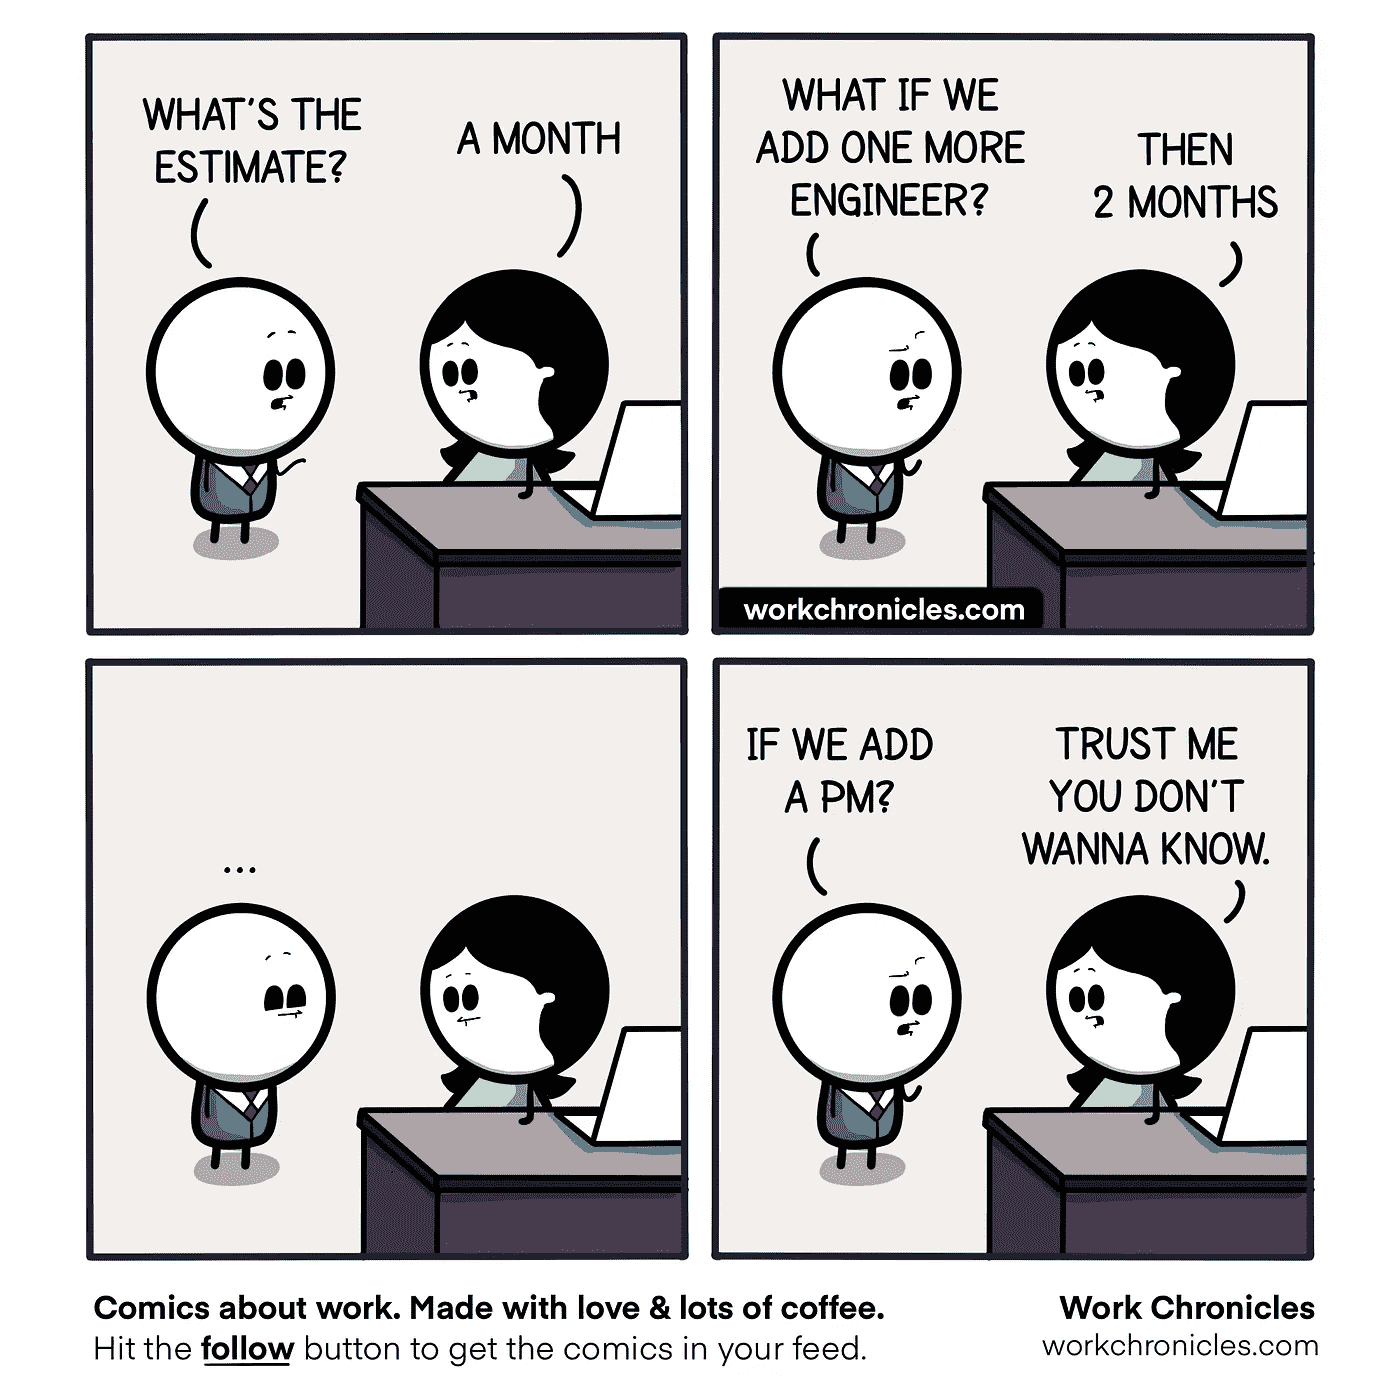 WHAT'S THE
ESTIMATE?
A MONTH
WHAT IF WE
ADD ONE MORE
ENGINEER?
THEN
2 MONTHS
workchronicles.com
...
IF WE ADD
A PM?
TRUST ME
YOU DON'T
WANNA KNOW.
Comics about work. Made with love & lots of coffee.
Hit the follow button to get the comics in your feed.
Work Chronicles
workchronicles.com